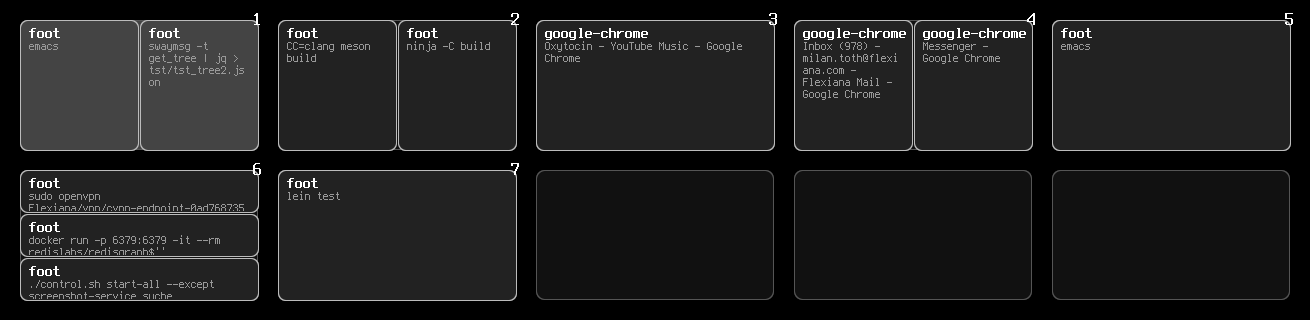 1
foot
emacs
foot
swaymsg -t
get_tree | jq >
tst/tst_tree2.js
on
2
foot
CC=clang meson
build
foot
ninja -C build
3
google-chrome
Oxytocin - YouTube Music - Google
Chrome
4
google-chrome
Inbox (978) -
milan.toth@flexi
ana.com -
Flexiana Mail -
Google Chrome
google-chrome
Messenger -
Google Chrome
5
foot
emacs
6
foot
sudo openvpn
Flexiana/vpn/cvpn-endpoint-0ad768735
foot
docker run -p 6379:6379 -it --rm
redislabs/redisgraph$''
foot
./control.sh start-all --except
screenshot-service suche
7
foot
lein test